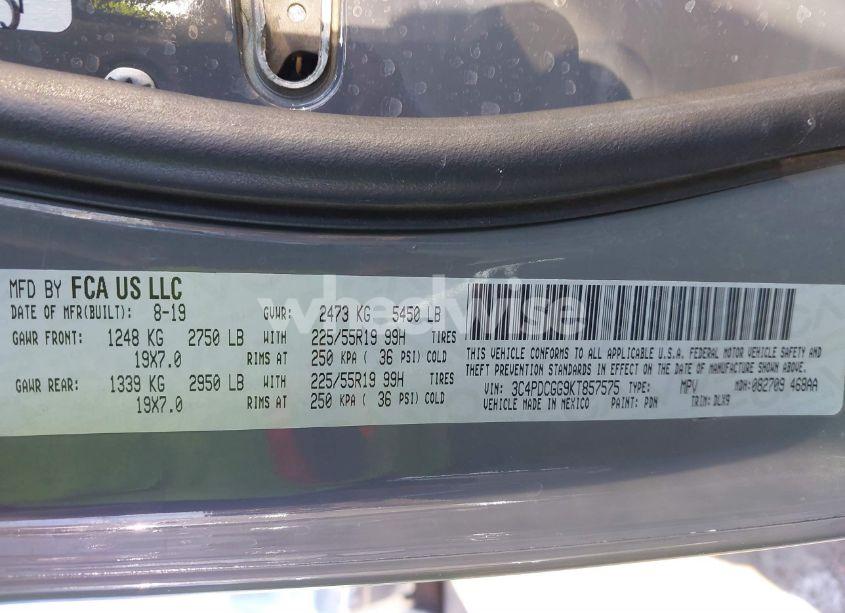 MFD BY FCA US LLC
DATE OF MFR(BUILT): 8-19 GVWR: 2473 KG 5450 LB
GAWR FRONT: 1248 KG 2750 LB WITH 225/55R19 99H TIRES
19X7.0 RIMS AT 250 KPA ( 36 PSI) COLD
GAWR REAR: 1339 KG 2950 LB WITH 225/55R19 99H TIRES
19X7.0 RIMS AT 250 KPA ( 36 PSI) COLD
THIS VEHICLE CONFORMS TO ALL APPLICABLE U.S.A. FEDERAL MOTOR VEHICLE SAFETY AND
THEFT PREVENTION STANDARDS IN EFFECT ON THE DATE OF MANUFACTURE SHOWN ABOVE.
VIN: 3C4PDCGG9KT857575 TYPE: MPV MDH: 082709 468AA
VEHICLE MADE IN MEXICO PAINT: PDN TRIM: DLX9
wheelwise